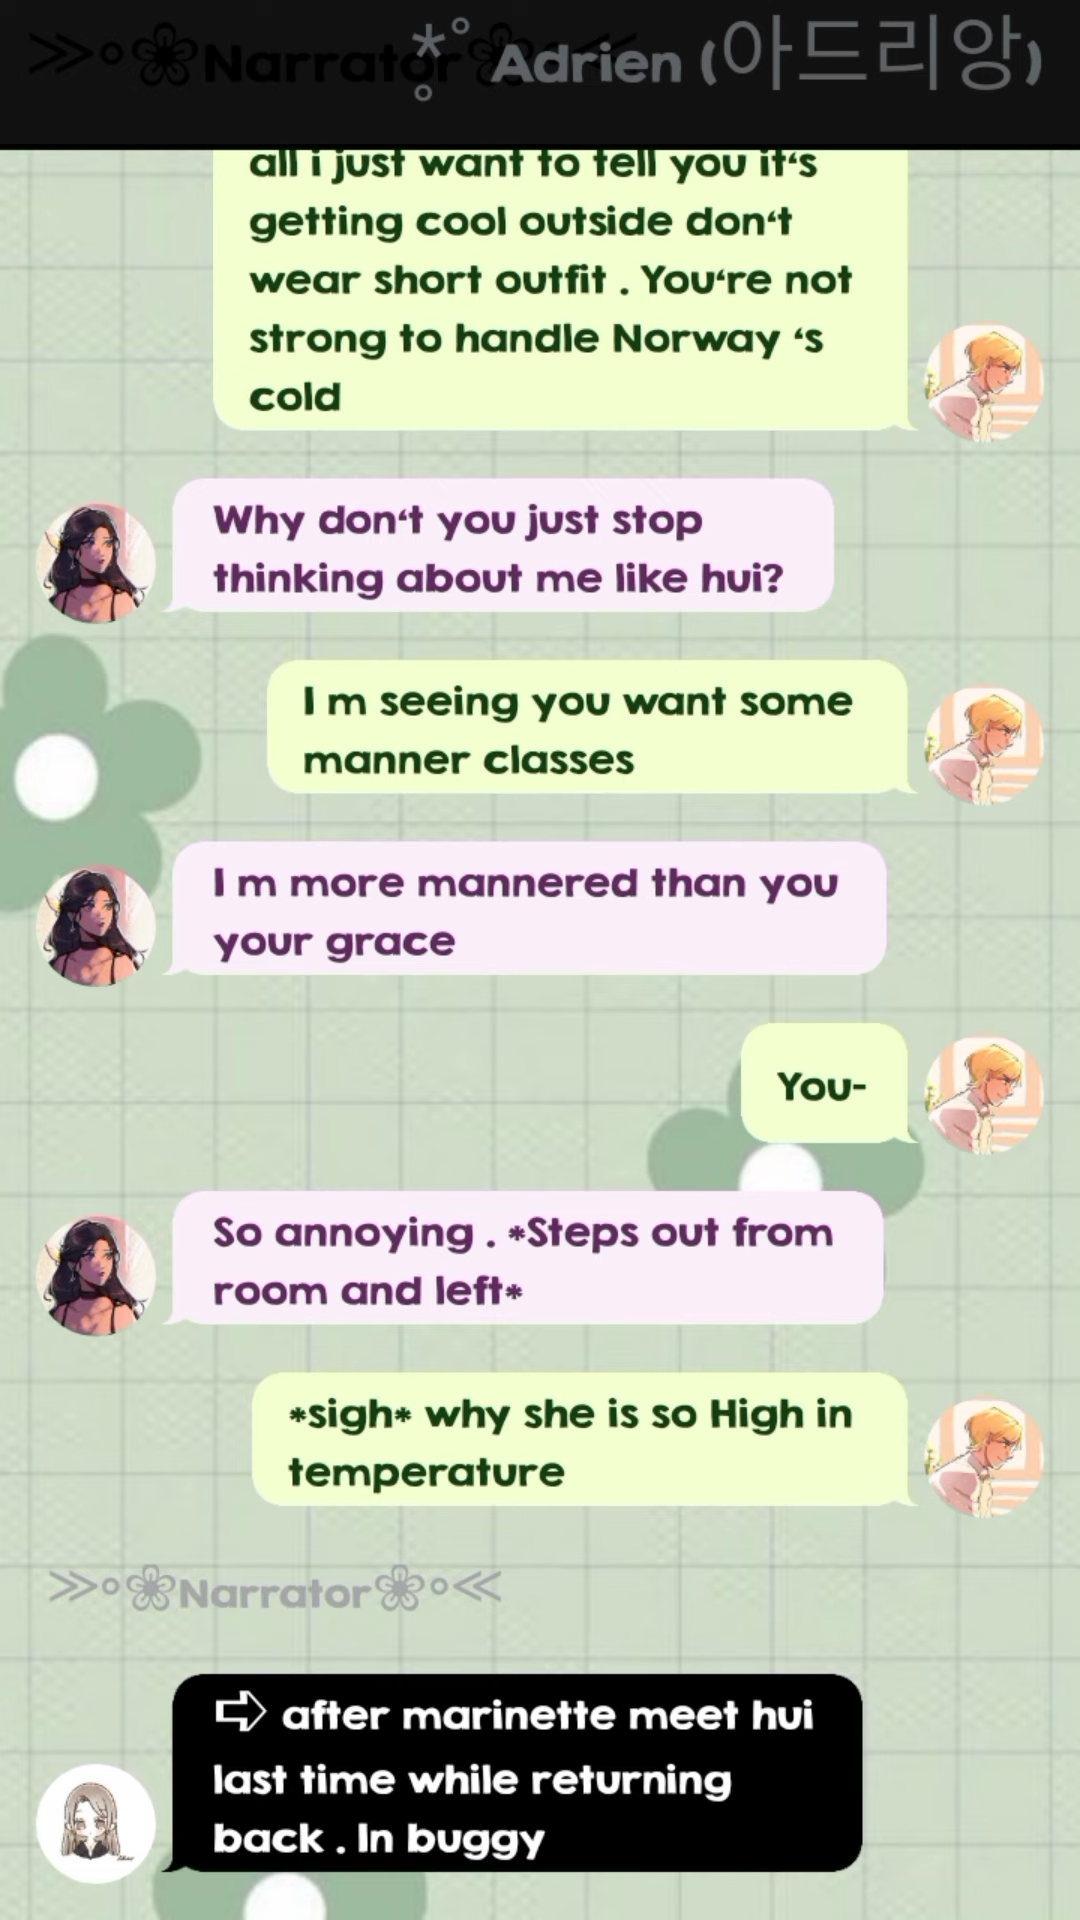 ≫∘❀Narrator❀∘≪
*˚∘ Adrien (아드리앙)
all i just want to tell you it‘s
getting cool outside don‘t
wear short outfit . You‘re not
strong to handle Norway ‘s
cold
Why don‘t you just stop
thinking about me like hui?
I m seeing you want some
manner classes
I m more mannered than you
your grace
You-
So annoying . *Steps out from
room and left*
*sigh* why she is so High in
temperature
≫∘❀Narrator❀∘≪
➩ after marinette meet hui
last time while returning
back . In buggy